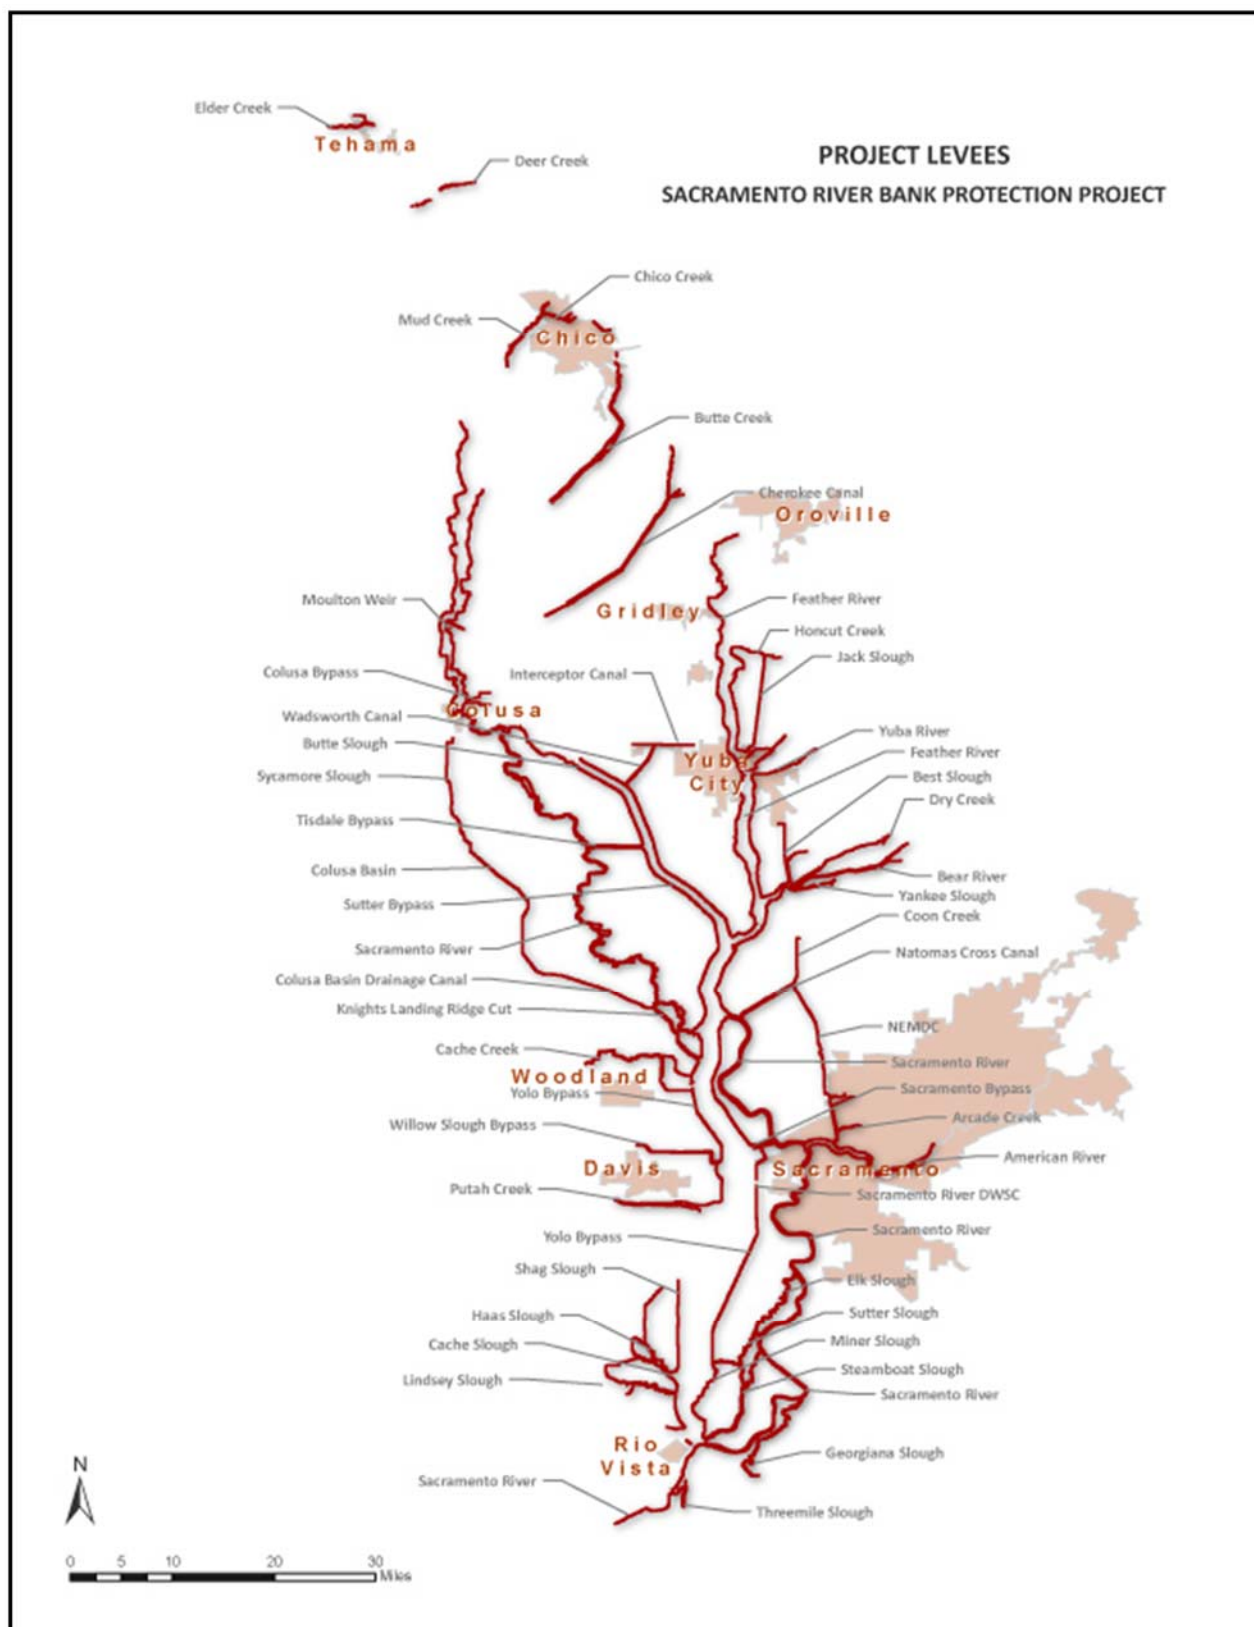 Elder Creek
Tehama
PROJECT LEVEES
SACRAMENTO RIVER BANK PROTECTION PROJECT
Deer Creek
Chico Creek
Mud Creek
Chico
Butte Creek
Cherokee Canal
Oroville
Moulton Weir
Gridley
Feather River
Honcut Creek
Jack Slough
Colusa Bypass
Interceptor Canal
Colusa
Wadsworth Canal
Butte Slough
Yuba River
Feather River
Yuba
City
Sycamore Slough
Best Slough
Dry Creek
Tisdale Bypass
Colusa Basin
Bear River
Yankee Slough
Sutter Bypass
Coon Creek
Sacramento River
Natomas Cross Canal
Colusa Basin Drainage Canal
Knights Landing Ridge Cut
NEMDC
Cache Creek
Sacramento River
Woodland
Yolo Bypass
Sacramento Bypass
Willow Slough Bypass
Arcade Creek
Davis
Sacramento
American River
Putah Creek
Sacramento River DWSC
Yolo Bypass
Sacramento River
Shag Slough
Elk Slough
Haas Slough
Sutter Slough
Cache Slough
Miner Slough
Lindsey Slough
Steamboat Slough
Sacramento River
Rio
Vista
Georgiana Slough
Sacramento River
Threemile Slough
N
0 5 10 20 30
Miles